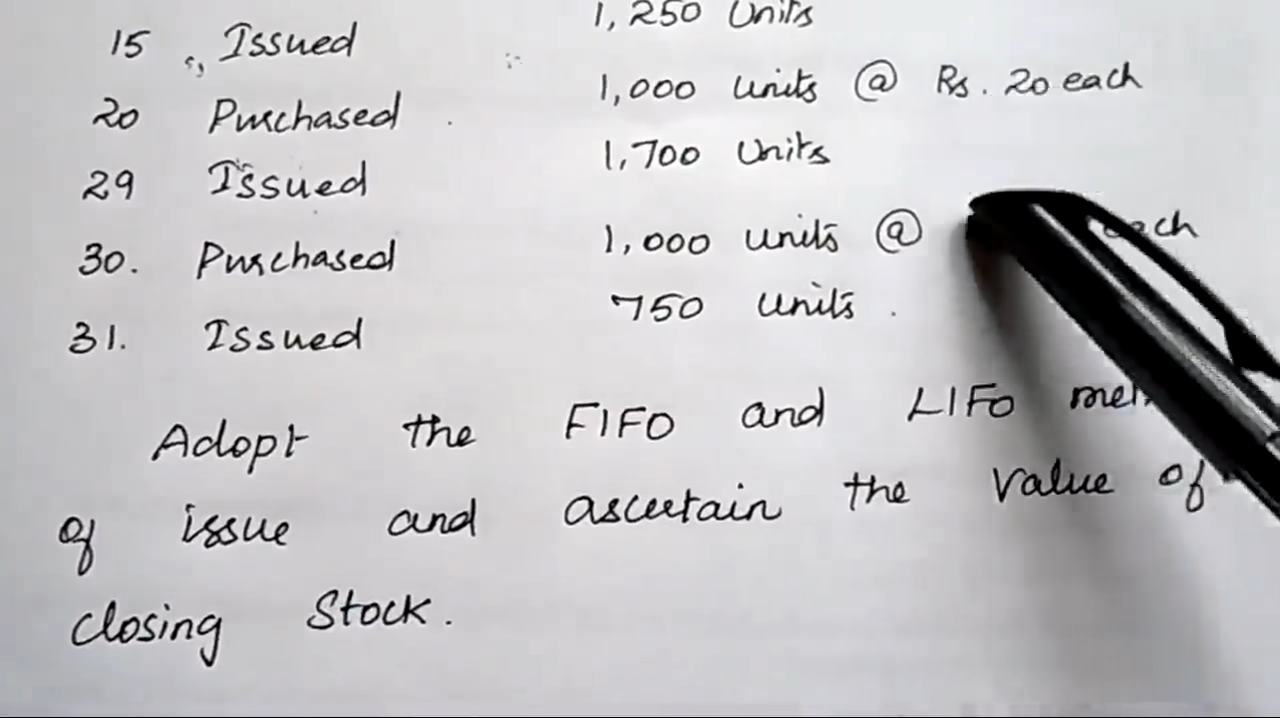 15 ,, Issued 1,250 Units
20 Purchased 1,000 units @ Rs. 20 each
29 Issued 1,700 Units
30. Purchased 1,000 units @ each
31. Issued 750 units.
Adopt the FIFO and LIFO
of issue and ascertain the value of
closing Stock.